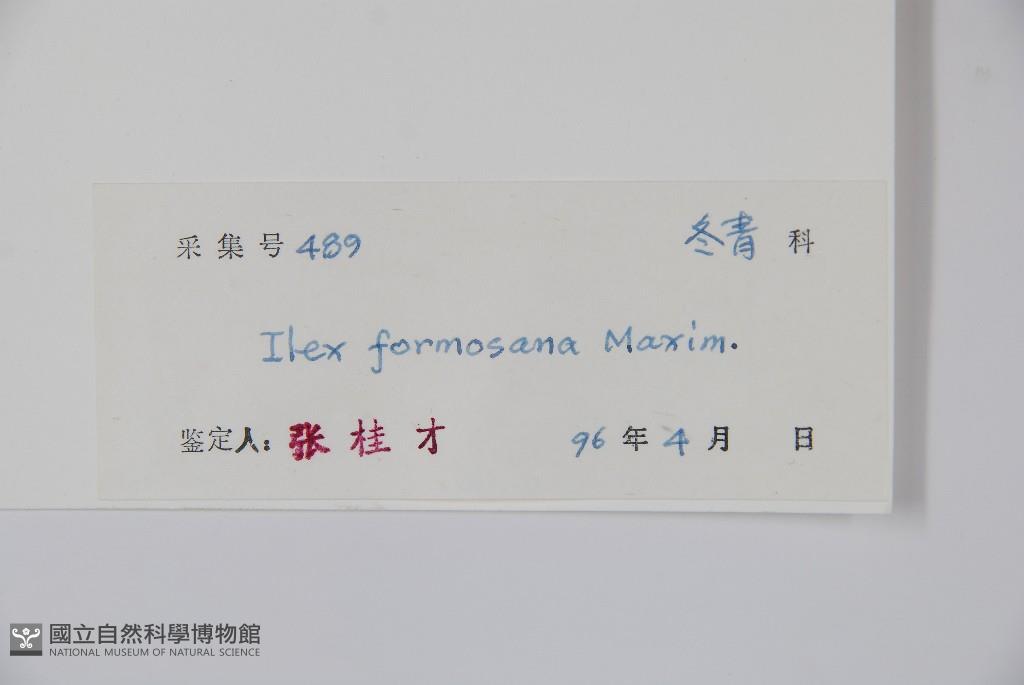 采集号 489 冬青 科
Ilex formosana Maxim.
鉴定人: 张桂才 96 年 4 月 日
國立自然科學博物館
NATIONAL MUSEUM OF NATURAL SCIENCE